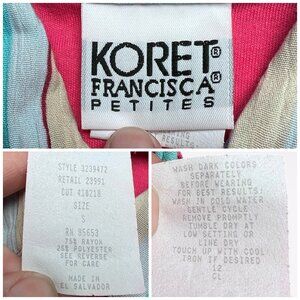 KORET®
FRANCISCA®
PETITES
STYLE 3239472
RETAIL 23991
CUT 418218
SIZE
S
RN 85653
75% RAYON
25% POLYESTER
SEE REVERSE
FOR CARE
MADE IN
EL SALVADOR
WASH DARK COLORS
SEPARATELY
BEFORE WEARING
FOR BEST RESULTS:
WASH IN COLD WATER
GENTLE CYCLE
REMOVE PROMPTLY
TUMBLE DRY AT
LOW SETTING OR
LINE DRY
TOUCH UP WITH COOL
IRON IF DESIRED
12
CL